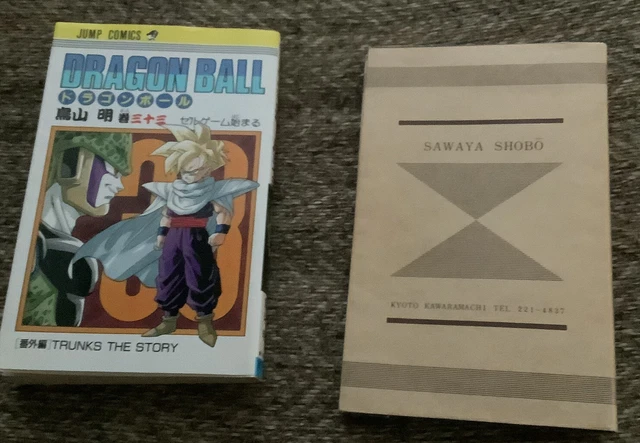 JUMP COMICS
DRAGON BALL
ドラゴンボール
鳥山 明 巻三十三 セルゲーム始まる
33
[番外編] TRUNKS THE STORY
SAWAYA SHOBŌ
KYOTO KAWARAMACHI TEL 221-4837